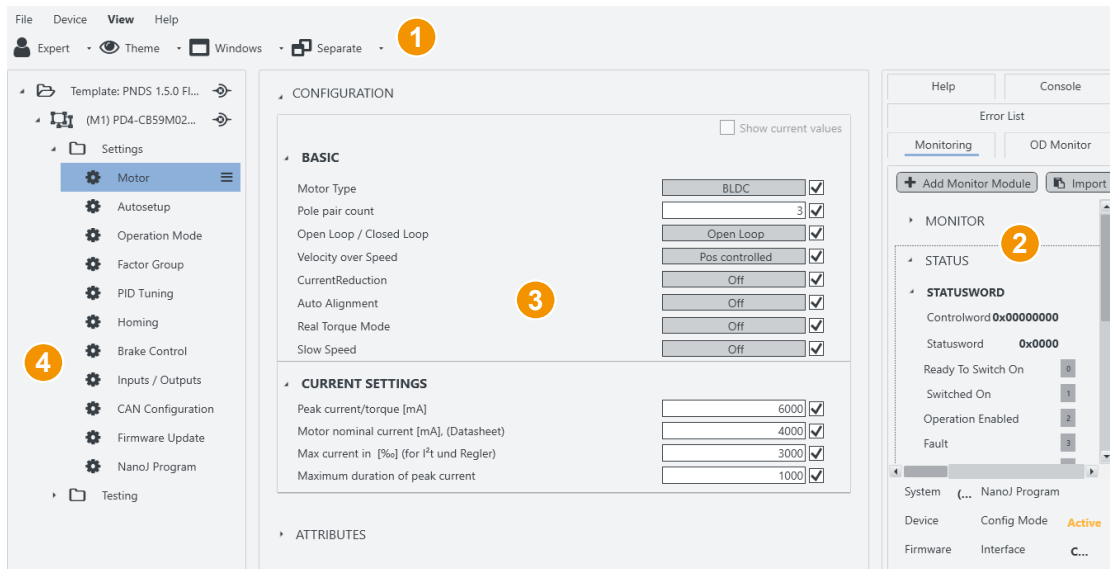 File Device View Help
Expert Theme Windows Separate 1
Template: PNDS 1.5.0 Fl...
(M1) PD4-CB59M02...
Settings
Motor
Autosetup
Operation Mode
Factor Group
PID Tuning
Homing
Brake Control
4
Inputs / Outputs
CAN Configuration
Firmware Update
NanoJ Program
Testing
CONFIGURATION
Show current values
BASIC
Motor Type BLDC
Pole pair count 3
Open Loop / Closed Loop Open Loop
Velocity over Speed Pos controlled
CurrentReduction Off
3
Auto Alignment Off
Real Torque Mode Off
Slow Speed Off
CURRENT SETTINGS
Peak current/torque [mA] 6000
Motor nominal current [mA], (Datasheet) 4000
Max current in [‰] (for I²t und Regler) 3000
Maximum duration of peak current 1000
ATTRIBUTES
Help Console
Error List
Monitoring OD Monitor
Add Monitor Module Import
MONITOR
2
STATUS
STATUSWORD
Controlword 0x00000000
Statusword 0x0000
Ready To Switch On 0
Switched On 1
Operation Enabled 2
Fault 3
System (... NanoJ Program
Device Config Mode Active
Firmware Interface C...